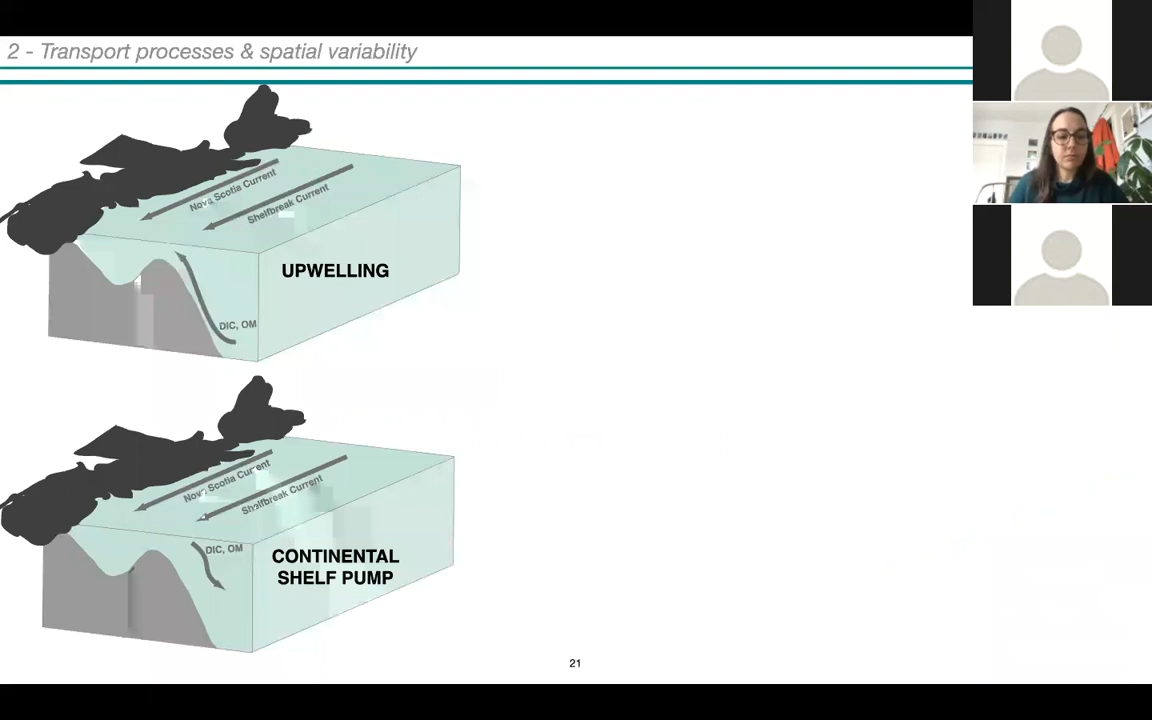 2 - Transport processes & spatial variability
Nova Scotia Current
Shelfbreak Current
UPWELLING
DIC, OM
Nova Scotia Current
Shelfbreak Current
DIC, OM
CONTINENTAL
SHELF PUMP
21